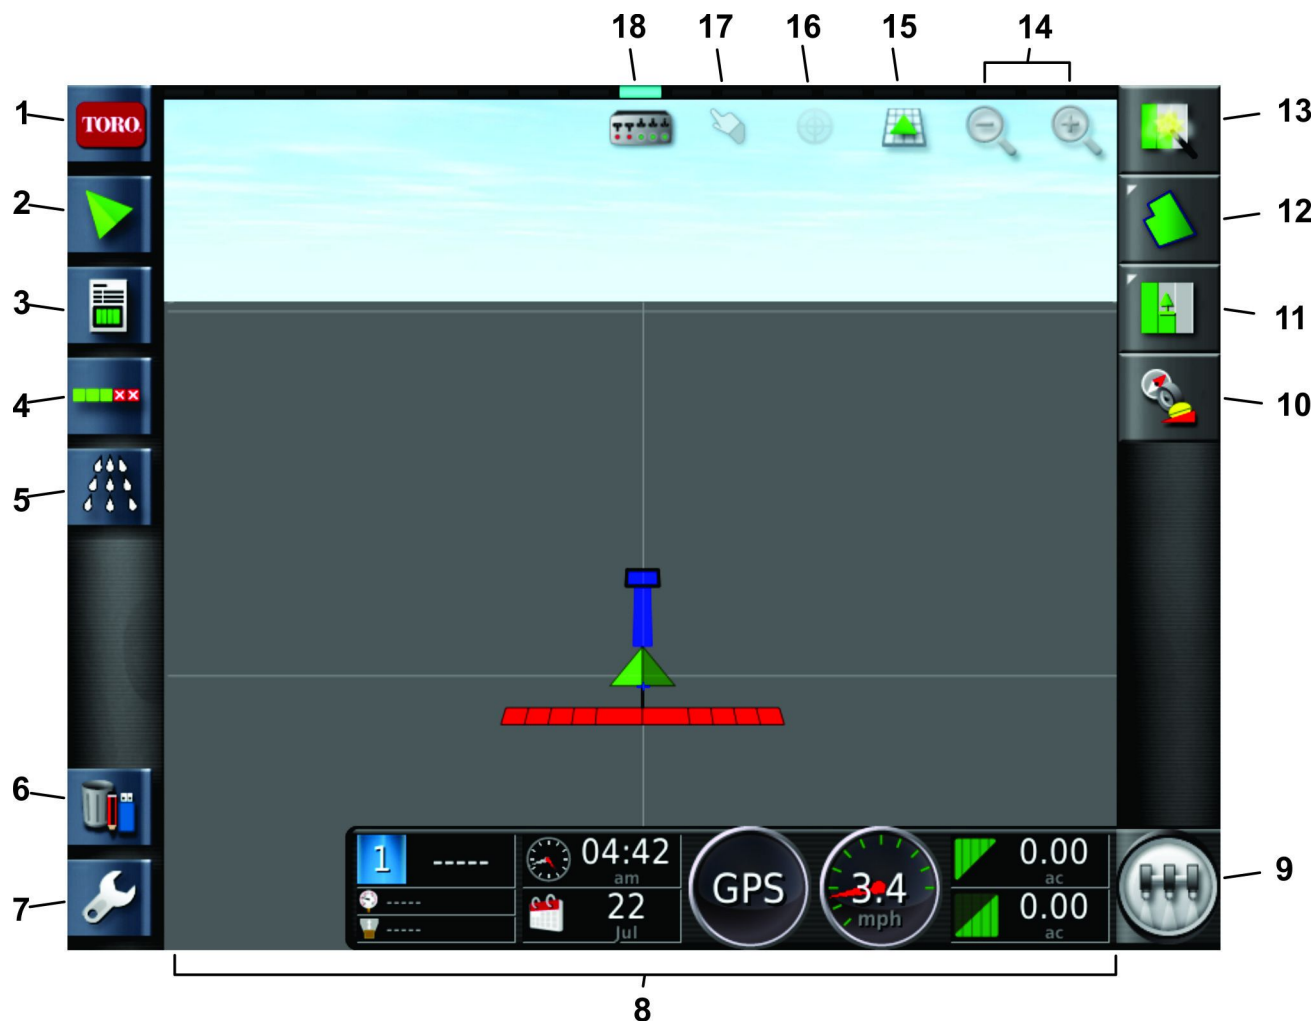 18 17 16 15 14
1 TORO. 13
2 12
3 11
4 10
5
6
7
1 -----
-----
-----
04:42
am
22
Jul
GPS
3.4
mph
0.00
ac
0.00
ac
9
8